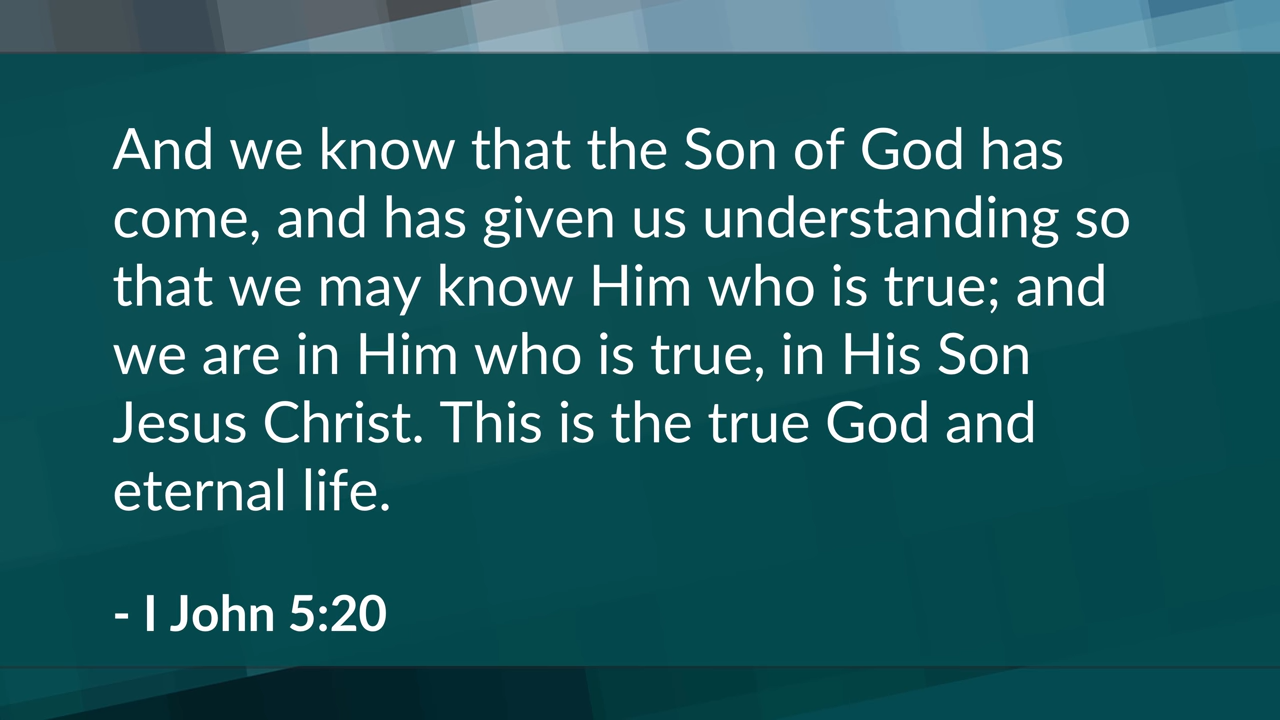 And we know that the Son of God has
come, and has given us understanding so
that we may know Him who is true; and
we are in Him who is true, in His Son
Jesus Christ. This is the true God and
eternal life.
- I John 5:20